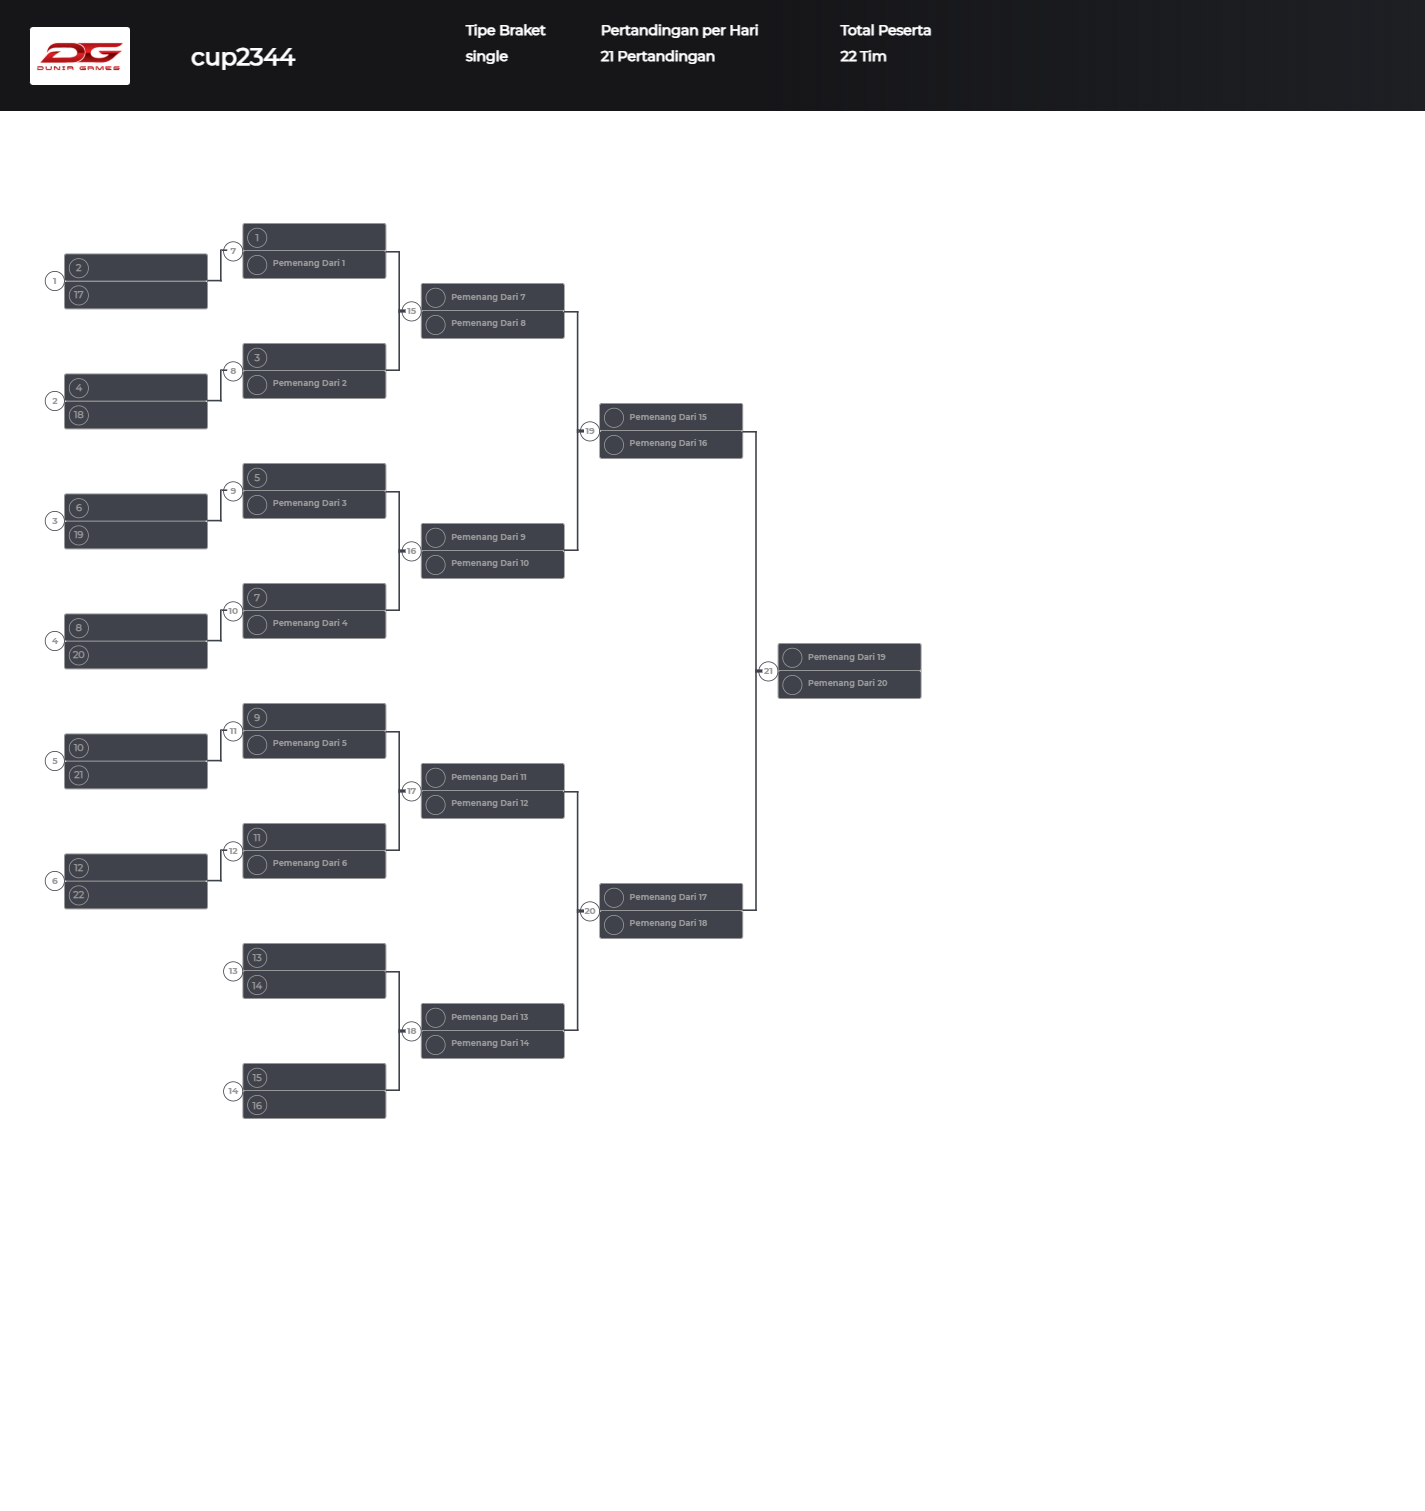 DG
DUNIA GAMES
cup2344
Tipe Braket
single
Pertandingan per Hari
21 Pertandingan
Total Peserta
22 Tim
1
2
17
2
4
18
3
6
19
4
8
20
5
10
21
6
12
22
7
1
Pemenang Dari 1
8
3
Pemenang Dari 2
9
5
Pemenang Dari 3
10
7
Pemenang Dari 4
11
9
Pemenang Dari 5
12
11
Pemenang Dari 6
13
13
14
14
15
16
15
Pemenang Dari 7
Pemenang Dari 8
16
Pemenang Dari 9
Pemenang Dari 10
17
Pemenang Dari 11
Pemenang Dari 12
18
Pemenang Dari 13
Pemenang Dari 14
19
Pemenang Dari 15
Pemenang Dari 16
20
Pemenang Dari 17
Pemenang Dari 18
21
Pemenang Dari 19
Pemenang Dari 20